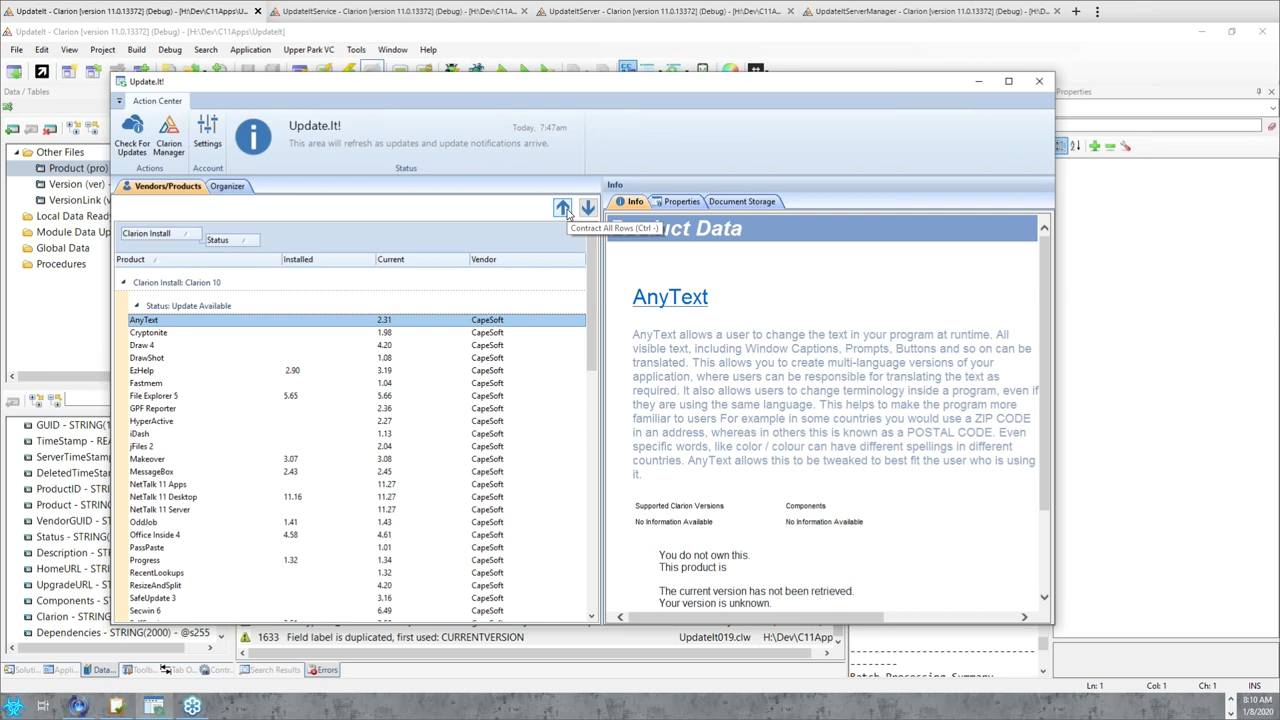 UpdateIt - Clarion [version 11.0.13372] (Debug) - [H:\Dev\C11Apps\U...
UpdateItService - Clarion [version 11.0.13372] (Debug) - [H:\Dev\C11A...
UpdateItServer - Clarion [version 11.0.13372] (Debug) - [H:\Dev\C11Ap...
UpdateItServerManager - Clarion [version 11.0.13372] (Debug) - [H:\De...
UpdateIt - Clarion [version 11.0.13372] (Debug) - [H:\Dev\C11Apps\UpdateIt]
File Edit View Project Build Debug Search Application Upper Park VC Tools Window Help
Data / Tables
Properties
Other Files
Product (pro)
Version (ver)
VersionLink (
Local Data Read
Module Data Up
Global Data
Procedures
GUID - STRING(1
TimeStamp - RE
ServerTimeStam
DeletedTimeSta
ProductID - STR
Product - STRIN
VendorGUID -
Status - STRING
Description - ST
HomeURL - STR
UpgradeURL - S
Components - S
Clarion - STRING
Dependencies - STRING(2000) - @s255
Update.It!
Action Center
Check For Updates
Clarion Manager
Settings
Actions
Account
Update.It!
Today, 7:47am
This area will refresh as updates and update notifications arrive.
Status
Vendors/Products Organizer
Clarion Install
Status
Contract All Rows (Ctrl -)
Product Installed Current Vendor
Clarion Install: Clarion 10
Status: Update Available
AnyText 2.31 CapeSoft
Cryptonite 1.98 CapeSoft
Draw 4 4.20 CapeSoft
DrawShot 1.08 CapeSoft
EzHelp 2.90 3.19 CapeSoft
Fastmem 1.04 CapeSoft
File Explorer 5 5.65 5.66 CapeSoft
GPF Reporter 2.36 CapeSoft
HyperActive 2.27 CapeSoft
iDash 1.13 CapeSoft
jFiles 2 2.04 CapeSoft
Makeover 3.07 3.08 CapeSoft
MessageBox 2.43 2.45 CapeSoft
NetTalk 11 Apps 11.27 CapeSoft
NetTalk 11 Desktop 11.16 11.27 CapeSoft
NetTalk 11 Server 11.27 CapeSoft
OddJob 1.41 1.43 CapeSoft
Office Inside 4 4.58 4.61 CapeSoft
PassPaste 1.01 CapeSoft
Progress 1.32 1.34 CapeSoft
RecentLookups 1.32 CapeSoft
ResizeAndSplit 4.20 CapeSoft
SafeUpdate 3 3.16 CapeSoft
Secwin 6 6.49 CapeSoft
Info
Info Properties Document Storage
uct Data
AnyText
AnyText allows a user to change the text in your program at runtime. All
visible text, including Window Captions, Prompts, Buttons and so on can be
translated. This allows you to create multi-language versions of your
application, where users can be responsible for translating the text as
required. It also allows users to change terminology inside a program, even if
they are using the same language. This helps to make the program more
familiar to users For example in some countries you would use a ZIP CODE
in an address, whereas in others this is known as a POSTAL CODE. Even
specific words, like color / colour can have different spellings in different
countries. AnyText allows this to be tweaked to best fit the user who is using
it.
Supported Clarion Versions Components
No Information Available No Information Available
You do not own this.
This product is
The current version has not been retrieved.
Your version is unknown.
1633 Field label is duplicated, first used: CURRENTVERSION UpdateIt019.clw H:\Dev\C11App
Batch Processing Summary
Soluti... Appli... Data... Toolb... Tab O... Contr... Search Results Errors
Ln: 1 Col: 1 Ch: 1 INS
8:10 AM
1/8/2020